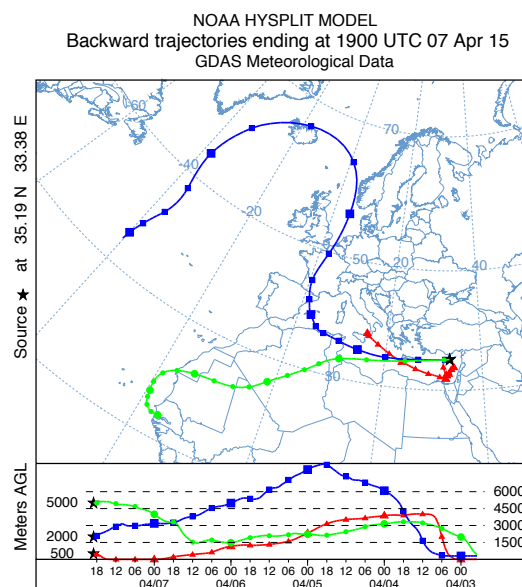 NOAA HYSPLIT MODEL
Backward trajectories ending at 1900 UTC 07 Apr 15
GDAS Meteorological Data
Source ★ at 35.19 N 33.38 E
-60
-40
-20
70
20
50
40
30
Meters AGL
5000
2000
500
6000
4500
3000
1500
18 12 06 00 18 12 06 00 18 12 06 00 18 12 06 00 18 12 06 00
04/07 04/06 04/05 04/04 04/03